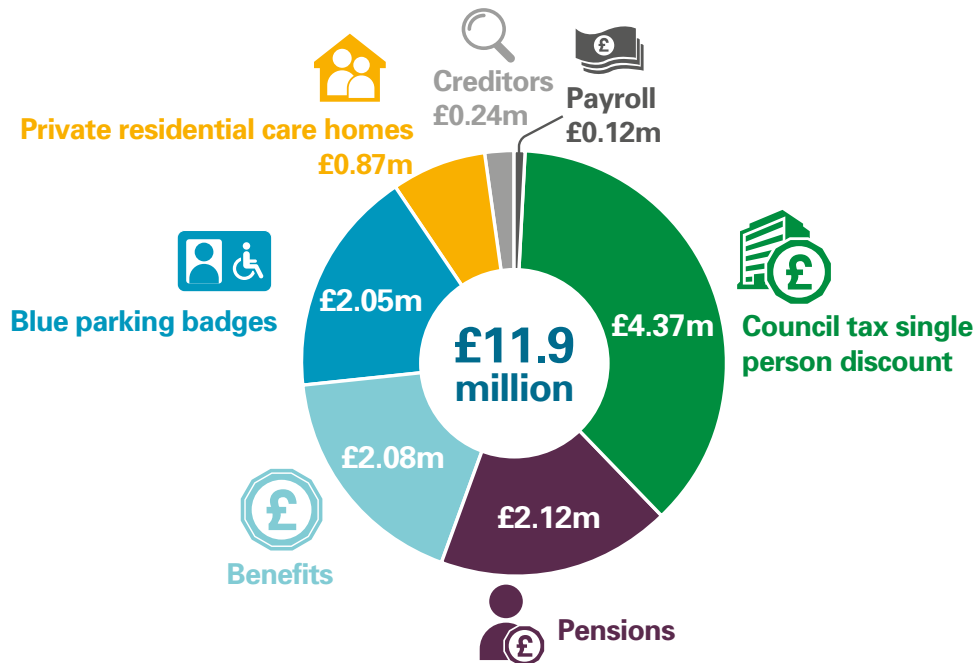 Creditors
£0.24m
Payroll
£0.12m
Private residential care homes
£0.87m
£4.37m
Council tax single
person discount
£2.05m
Blue parking badges
£11.9
million
£2.08m
Benefits
£2.12m
Pensions
£
£
£
£